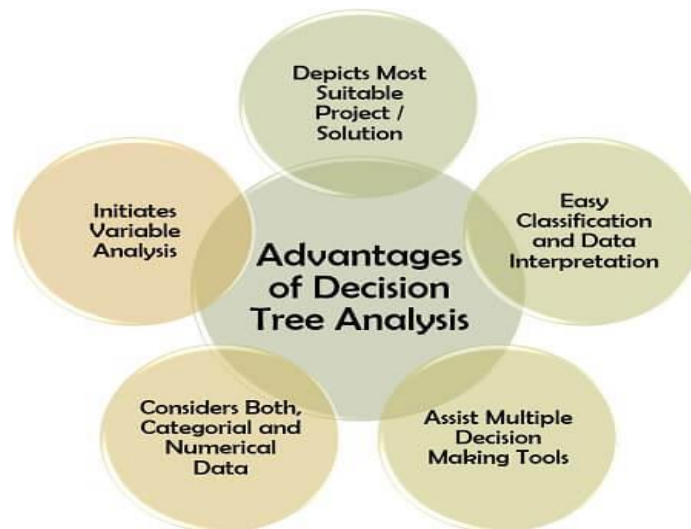 Depicts Most
Suitable
Project /
Solution
Easy
Classification
and Data
Interpretation
Advantages
of Decision
Tree Analysis
Initiates
Variable
Analysis
Assist Multiple
Decision
Making Tools
Considers Both,
Categorial and
Numerical
Data